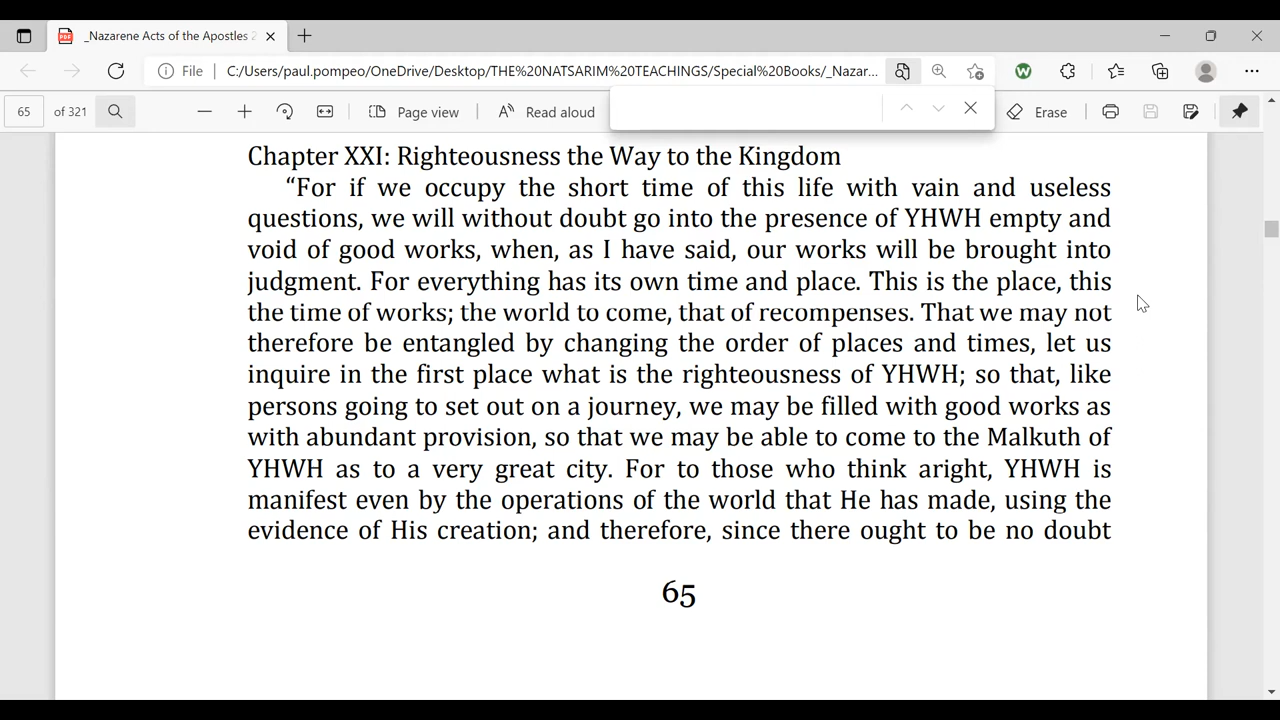 _Nazarene Acts of the Apostles 2
File
C:/Users/paul.pompeo/OneDrive/Desktop/THE%20NATSARIM%20TEACHINGS/Special%20Books/_Nazar...
65 of 321
Page view
Read aloud
Erase
Chapter XXI: Righteousness the Way to the Kingdom
“For if we occupy the short time of this life with vain and useless
questions, we will without doubt go into the presence of YHWH empty and
void of good works, when, as I have said, our works will be brought into
judgment. For everything has its own time and place. This is the place, this
the time of works; the world to come, that of recompenses. That we may not
therefore be entangled by changing the order of places and times, let us
inquire in the first place what is the righteousness of YHWH; so that, like
persons going to set out on a journey, we may be filled with good works as
with abundant provision, so that we may be able to come to the Malkuth of
YHWH as to a very great city. For to those who think aright, YHWH is
manifest even by the operations of the world that He has made, using the
evidence of His creation; and therefore, since there ought to be no doubt
65